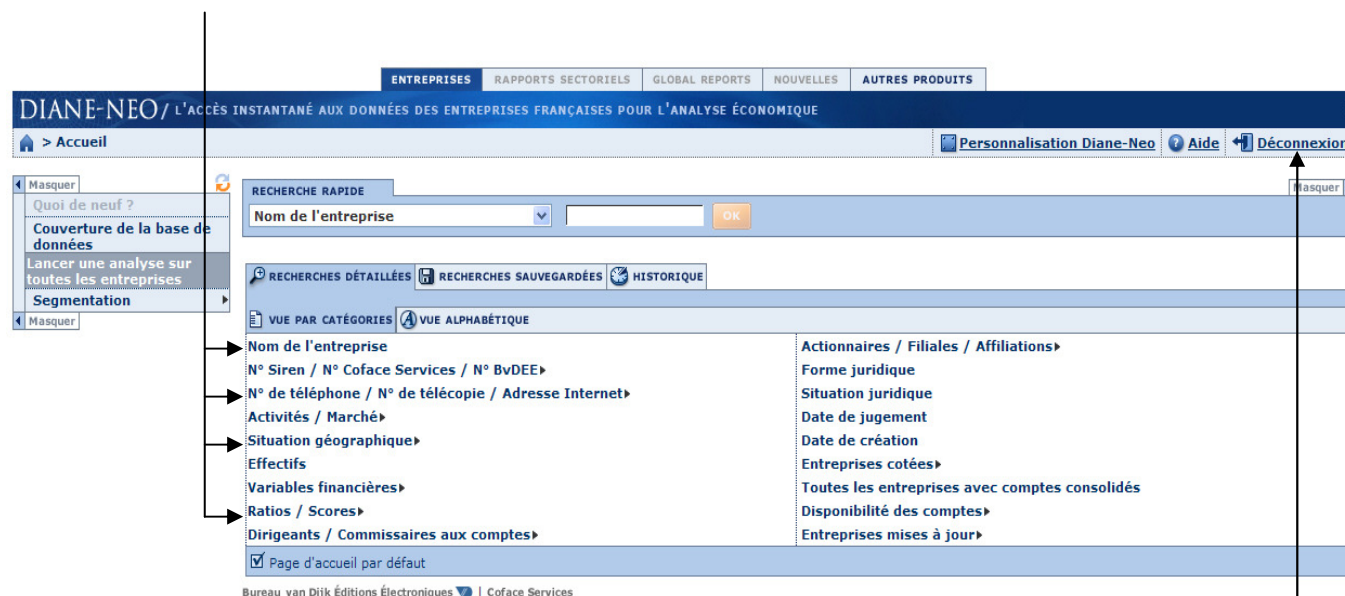 ENTREPRISES RAPPORTS SECTORIELS GLOBAL REPORTS NOUVELLES AUTRES PRODUITS
DIANE-NEO / L'ACCÈS INSTANTANÉ AUX DONNÉES DES ENTREPRISES FRANÇAISES POUR L'ANALYSE ÉCONOMIQUE
> Accueil
Personnalisation Diane-Neo Aide Déconnexion
Masquer
Quoi de neuf ?
Couverture de la base de
données
Lancer une analyse sur
toutes les entreprises
Segmentation
Masquer
RECHERCHE RAPIDE
Masquer
Nom de l'entreprise OK
RECHERCHES DÉTAILLÉES RECHERCHES SAUVEGARDÉES HISTORIQUE
VUE PAR CATÉGORIES VUE ALPHABÉTIQUE
Nom de l'entreprise
N° Siren / N° Coface Services / N° BvDEE
N° de téléphone / N° de télécopie / Adresse Internet
Activités / Marché
Situation géographique
Effectifs
Variables financières
Ratios / Scores
Dirigeants / Commissaires aux comptes
Actionnaires / Filiales / Affiliations
Forme juridique
Situation juridique
Date de jugement
Date de création
Entreprises cotées
Toutes les entreprises avec comptes consolidés
Disponibilité des comptes
Entreprises mises à jour
Page d'accueil par défaut
Bureau van Dijk Éditions Électroniques | Coface Services